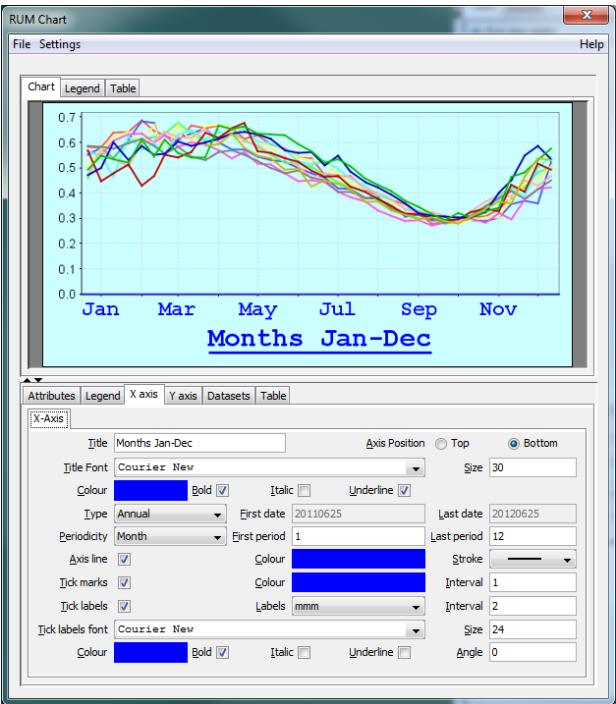 RUM Chart
File Settings Help
Chart Legend Table
0.7
0.6
0.5
0.4
0.3
0.2
0.1
0.0
Jan Mar May Jul Sep Nov
Months Jan-Dec
Attributes Legend X axis Y axis Datasets Table
X-Axis
Title Months Jan-Dec Axis Position Top Bottom
Title Font Courier New Size 30
Colour Bold Italic Underline
Type Annual First date 20110625 Last date 20120625
Periodicity Month First period 1 Last period 12
Axis line Colour Stroke
Tick marks Colour Interval 1
Tick labels Labels mmm Interval 2
Tick labels font Courier New Size 24
Colour Bold Italic Underline Angle 0